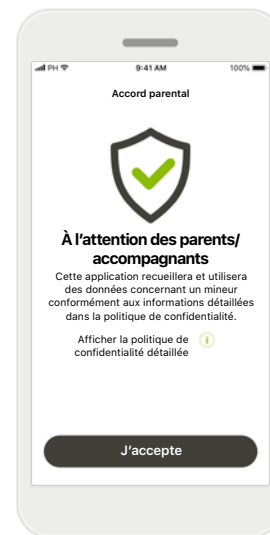 PH 9:41 AM 100%
Accord parental
À l'attention des parents/
accompagnants
Cette application recueillera et utilisera
des données concernant un mineur
conformément aux informations détaillées
dans la politique de confidentialité.
Afficher la politique de
confidentialité détaillée
J'accepte